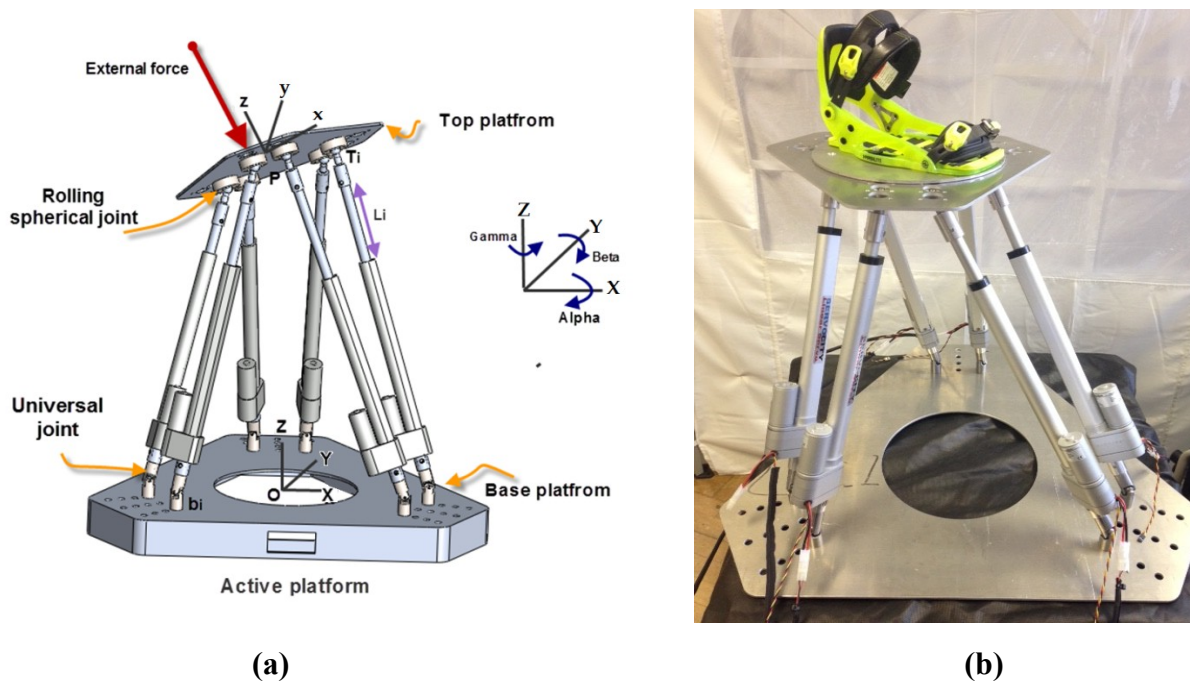 External force
z
y
x
Top platfrom
Ti
P
Rolling
spherical joint
Li
Z
Y
Gamma
Beta
X
Alpha
Universal
joint
Z
Y
X
O
bi
Base platfrom
Active platform
(a)
(b)